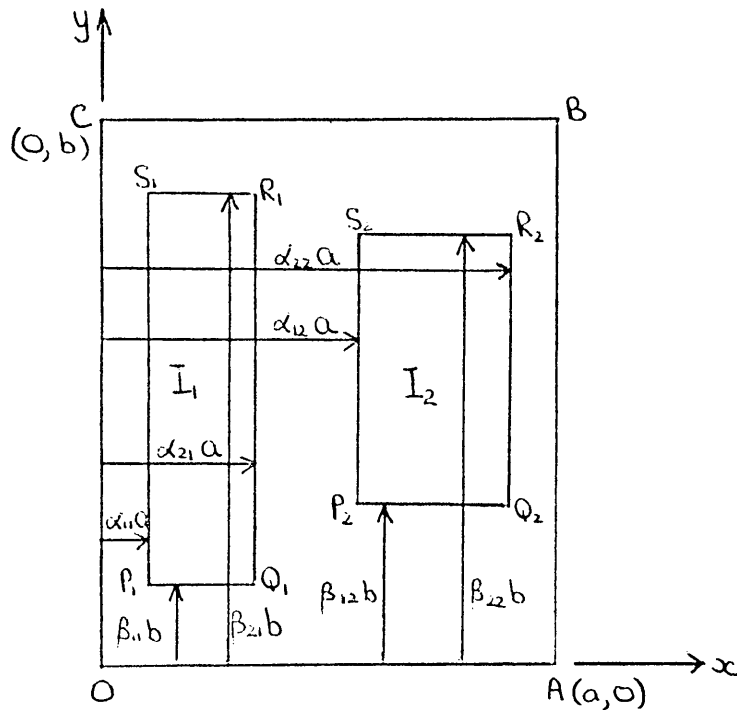 y
C
B
(0, b)
S₁
R₁
S₂
R₂
α₂₂a
α₁₂a
I₁
I₂
α₂₁a
P₂
Q₂
α₁₁a
P₁
Q₁
β₁₂b
β₂₂b
β₁₁b
β₂₁b
x
O
A (a, 0)